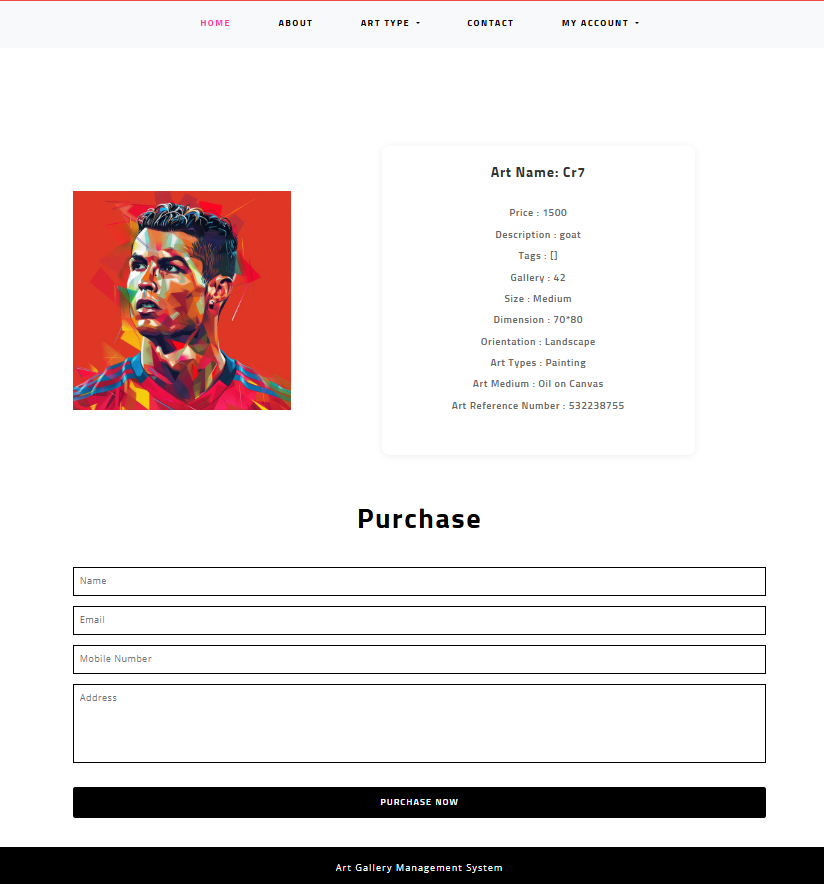 HOME ABOUT ART TYPE CONTACT MY ACCOUNT
Art Name: Cr7
Price : 1500
Description : goat
Tags : []
Gallery : 42
Size : Medium
Dimension : 70*80
Orientation : Landscape
Art Types : Painting
Art Medium : Oil on Canvas
Art Reference Number : 532238755
Purchase
Name
Email
Mobile Number
Address
PURCHASE NOW
Art Gallery Management System